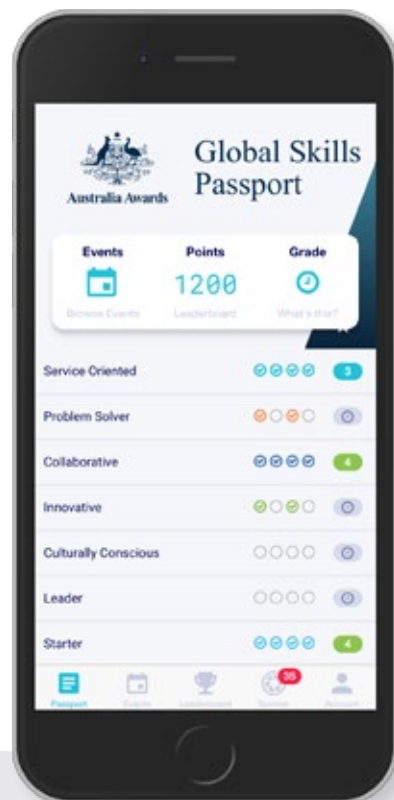 Global Skills
Passport
Australia Awards
Events Points Grade
1200
Browse Events Leaderboard What's this?
Service Oriented 3
Problem Solver
Collaborative 4
Innovative
Culturally Conscious
Leader
Starter 4
35
Passport Events Leaderboard Account